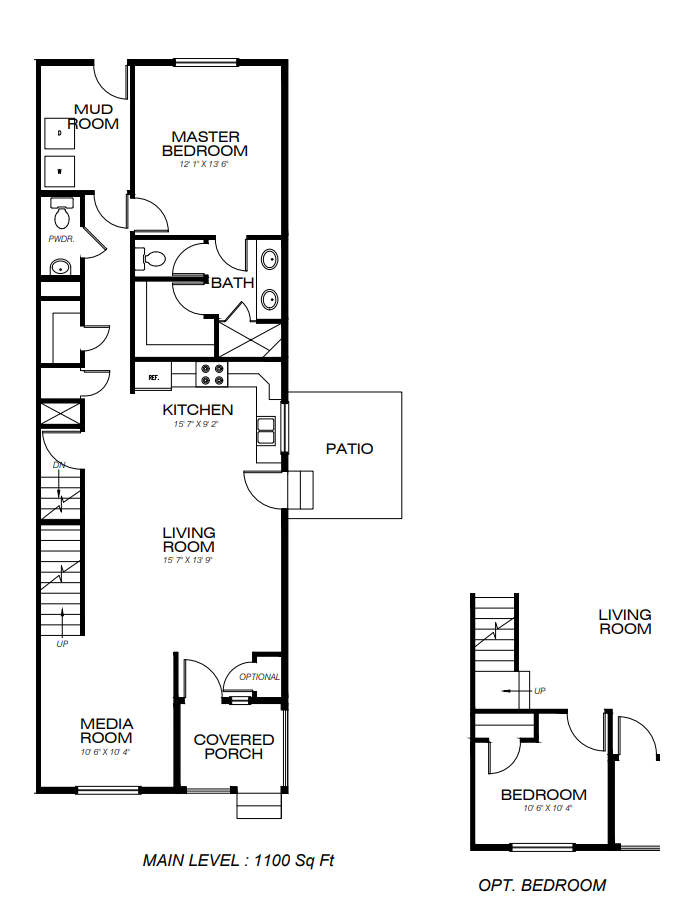 MUD
ROOM
D
W
MASTER
BEDROOM
12' 1" X 13' 6"
PWDR.
BATH
REF.
KITCHEN
15' 7" X 9' 2"
PATIO
DN
LIVING
ROOM
15' 7" X 13' 9"
UP
OPTIONAL
MEDIA
ROOM
10' 6" X 10' 4"
COVERED
PORCH
MAIN LEVEL : 1100 Sq Ft
LIVING
ROOM
UP
BEDROOM
10' 6" X 10' 4"
OPT. BEDROOM